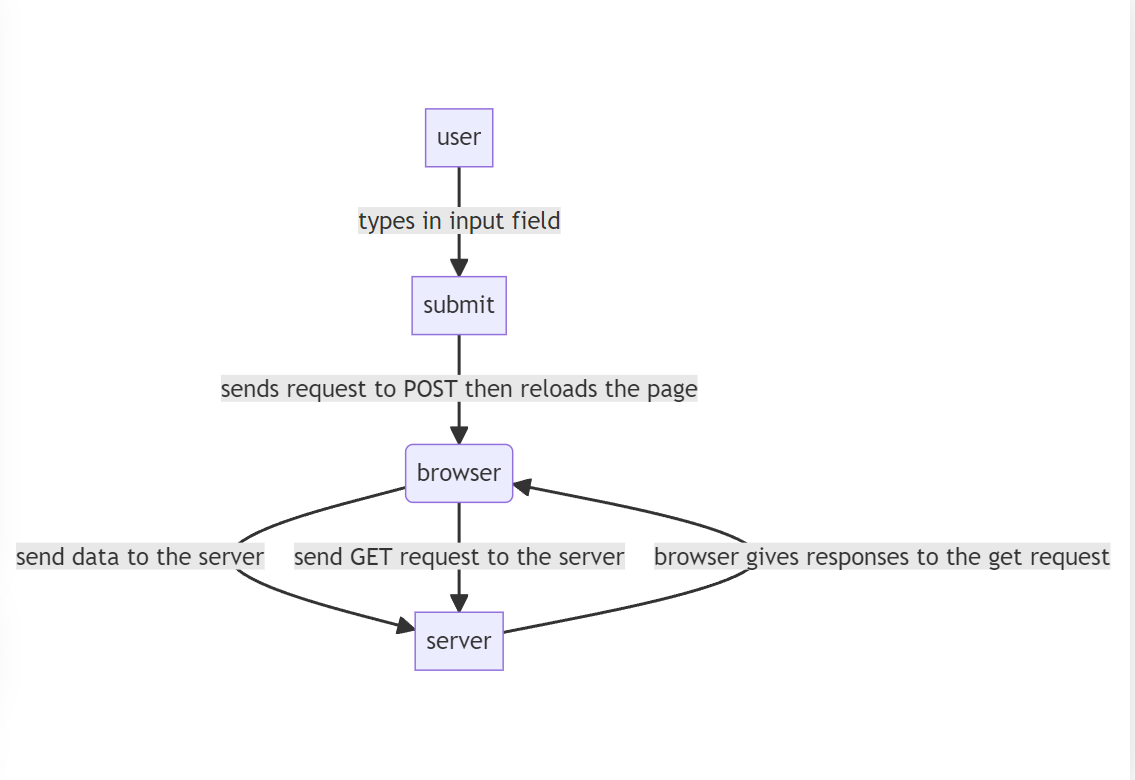 user
types in input field
submit
sends request to POST then reloads the page
browser
send data to the server
send GET request to the server
browser gives responses to the get request
server